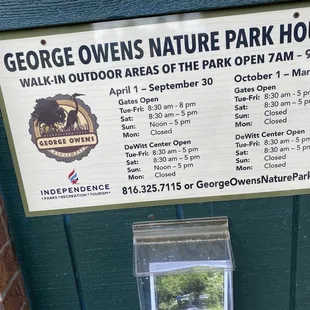 GEORGE OWENS NATURE PARK HO
WALK-IN OUTDOOR AREAS OF THE PARK OPEN 7AM –
April 1 – September 30
Gates Open
Tue-Fri: 8:30 am - 8 pm
Sat: 8:30 am - 5 pm
Sun: Noon – 5 pm
Mon: Closed
DeWitt Center Open
Tue-Fri: 8:30 am – 5 pm
Sat: 8:30 am – 5 pm
Sun: Noon – 5 pm
Mon: Closed
October 1 – Mar
Gates Open
Tue-Fri: 8:30 am - 5 p
Sat: 8:30 am - 5 pm
Sun: Closed
Mon: Closed
DeWitt Center Open
Tue-Fri: 8:30 am – 5 p
Sat: 8:30 am – 5 pm
Sun: Closed
Mon: Closed
GEORGE OWENS
INDEPENDENCE
PARKS • RECREATION • TOURISM
816.325.7115 or GeorgeOwensNaturePark